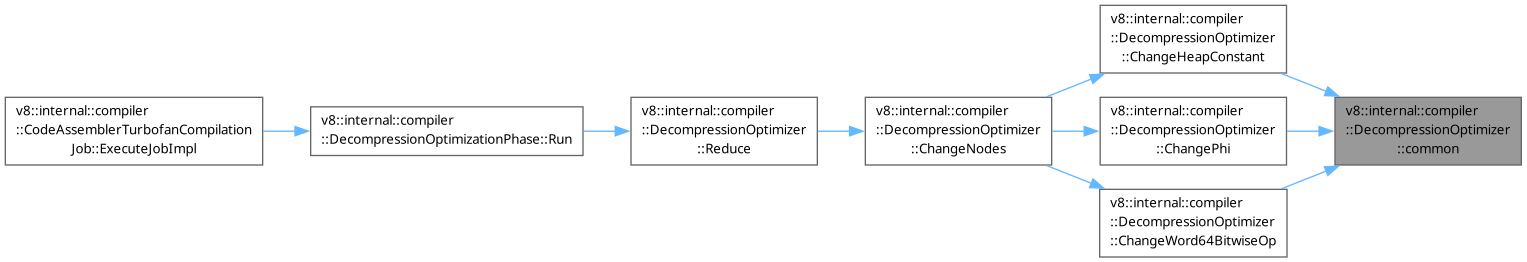 v8::internal::compiler
::CodeAssemblerTurbofanCompilation
Job::ExecuteJobImpl
v8::internal::compiler
::DecompressionOptimizationPhase::Run
v8::internal::compiler
::DecompressionOptimizer
::Reduce
v8::internal::compiler
::DecompressionOptimizer
::ChangeNodes
v8::internal::compiler
::DecompressionOptimizer
::ChangeHeapConstant
v8::internal::compiler
::DecompressionOptimizer
::ChangePhi
v8::internal::compiler
::DecompressionOptimizer
::ChangeWord64BitwiseOp
v8::internal::compiler
::DecompressionOptimizer
::common